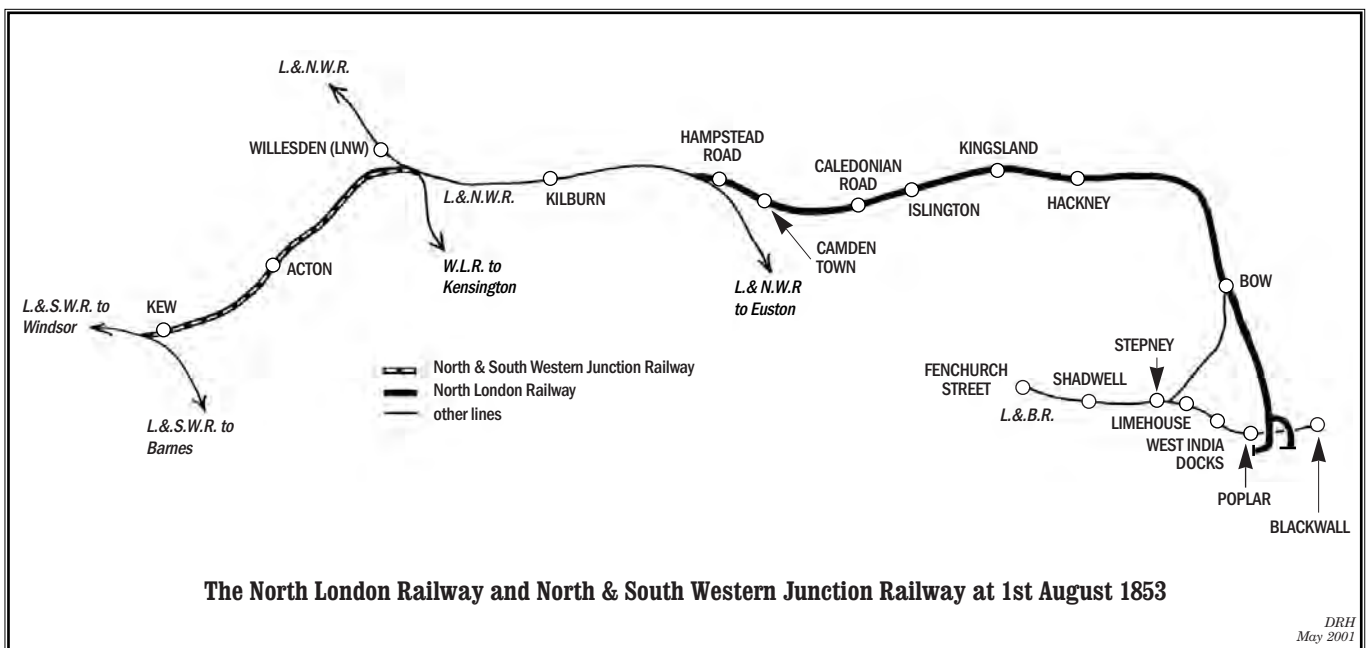 L.&.N.W.R.
WILLESDEN (LNW)
L.&.N.W.R.
KILBURN
HAMPSTEAD
ROAD
CAMDEN
TOWN
CALEDONIAN
ROAD
ISLINGTON
KINGSLAND
HACKNEY
ACTON
W.L.R. to
Kensington
L.& N.W.R
to Euston
BOW
L.&.S.W.R. to
Windsor
KEW
L.&.S.W.R. to
Barnes
North & South Western Junction Railway
North London Railway
other lines
FENCHURCH
STREET
L.&.B.R.
SHADWELL
STEPNEY
LIMEHOUSE
WEST INDIA
DOCKS
POPLAR
BLACKWALL
The North London Railway and North & South Western Junction Railway at 1st August 1853
DRH
May 2001